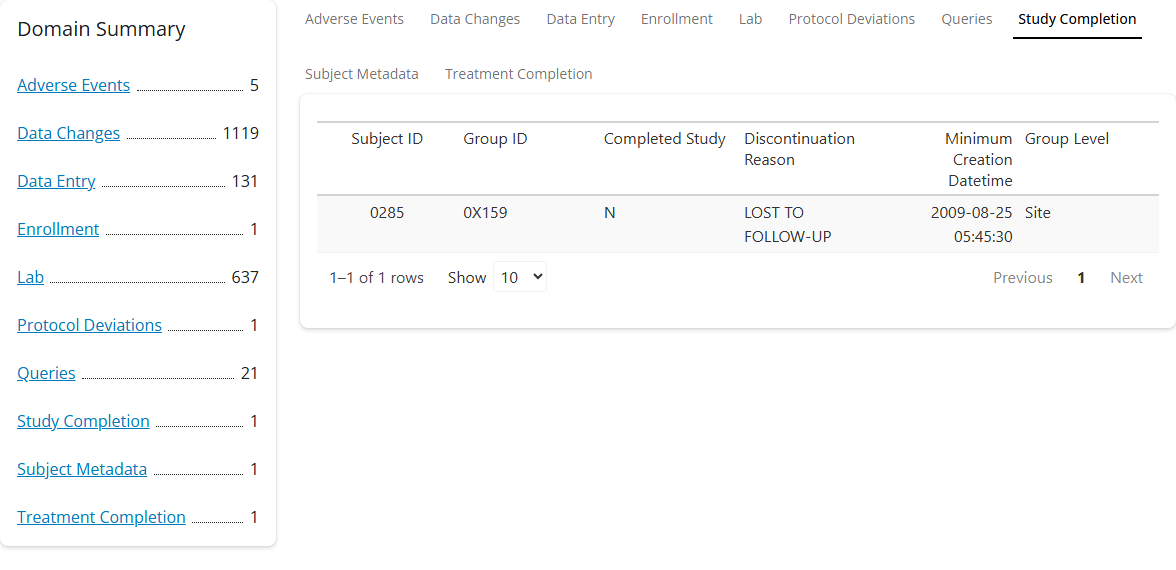 Domain Summary
Adverse Events 5
Data Changes 1119
Data Entry 131
Enrollment 1
Lab 637
Protocol Deviations 1
Queries 21
Study Completion 1
Subject Metadata 1
Treatment Completion 1
Adverse Events Data Changes Data Entry Enrollment Lab Protocol Deviations Queries Study Completion
Subject Metadata Treatment Completion
Subject ID Group ID Completed Study Discontinuation Minimum Group Level
Reason Creation
Datetime
0285 0X159 N LOST TO 2009-08-25 Site
FOLLOW-UP 05:45:30
1–1 of 1 rows Show 10 Previous 1 Next